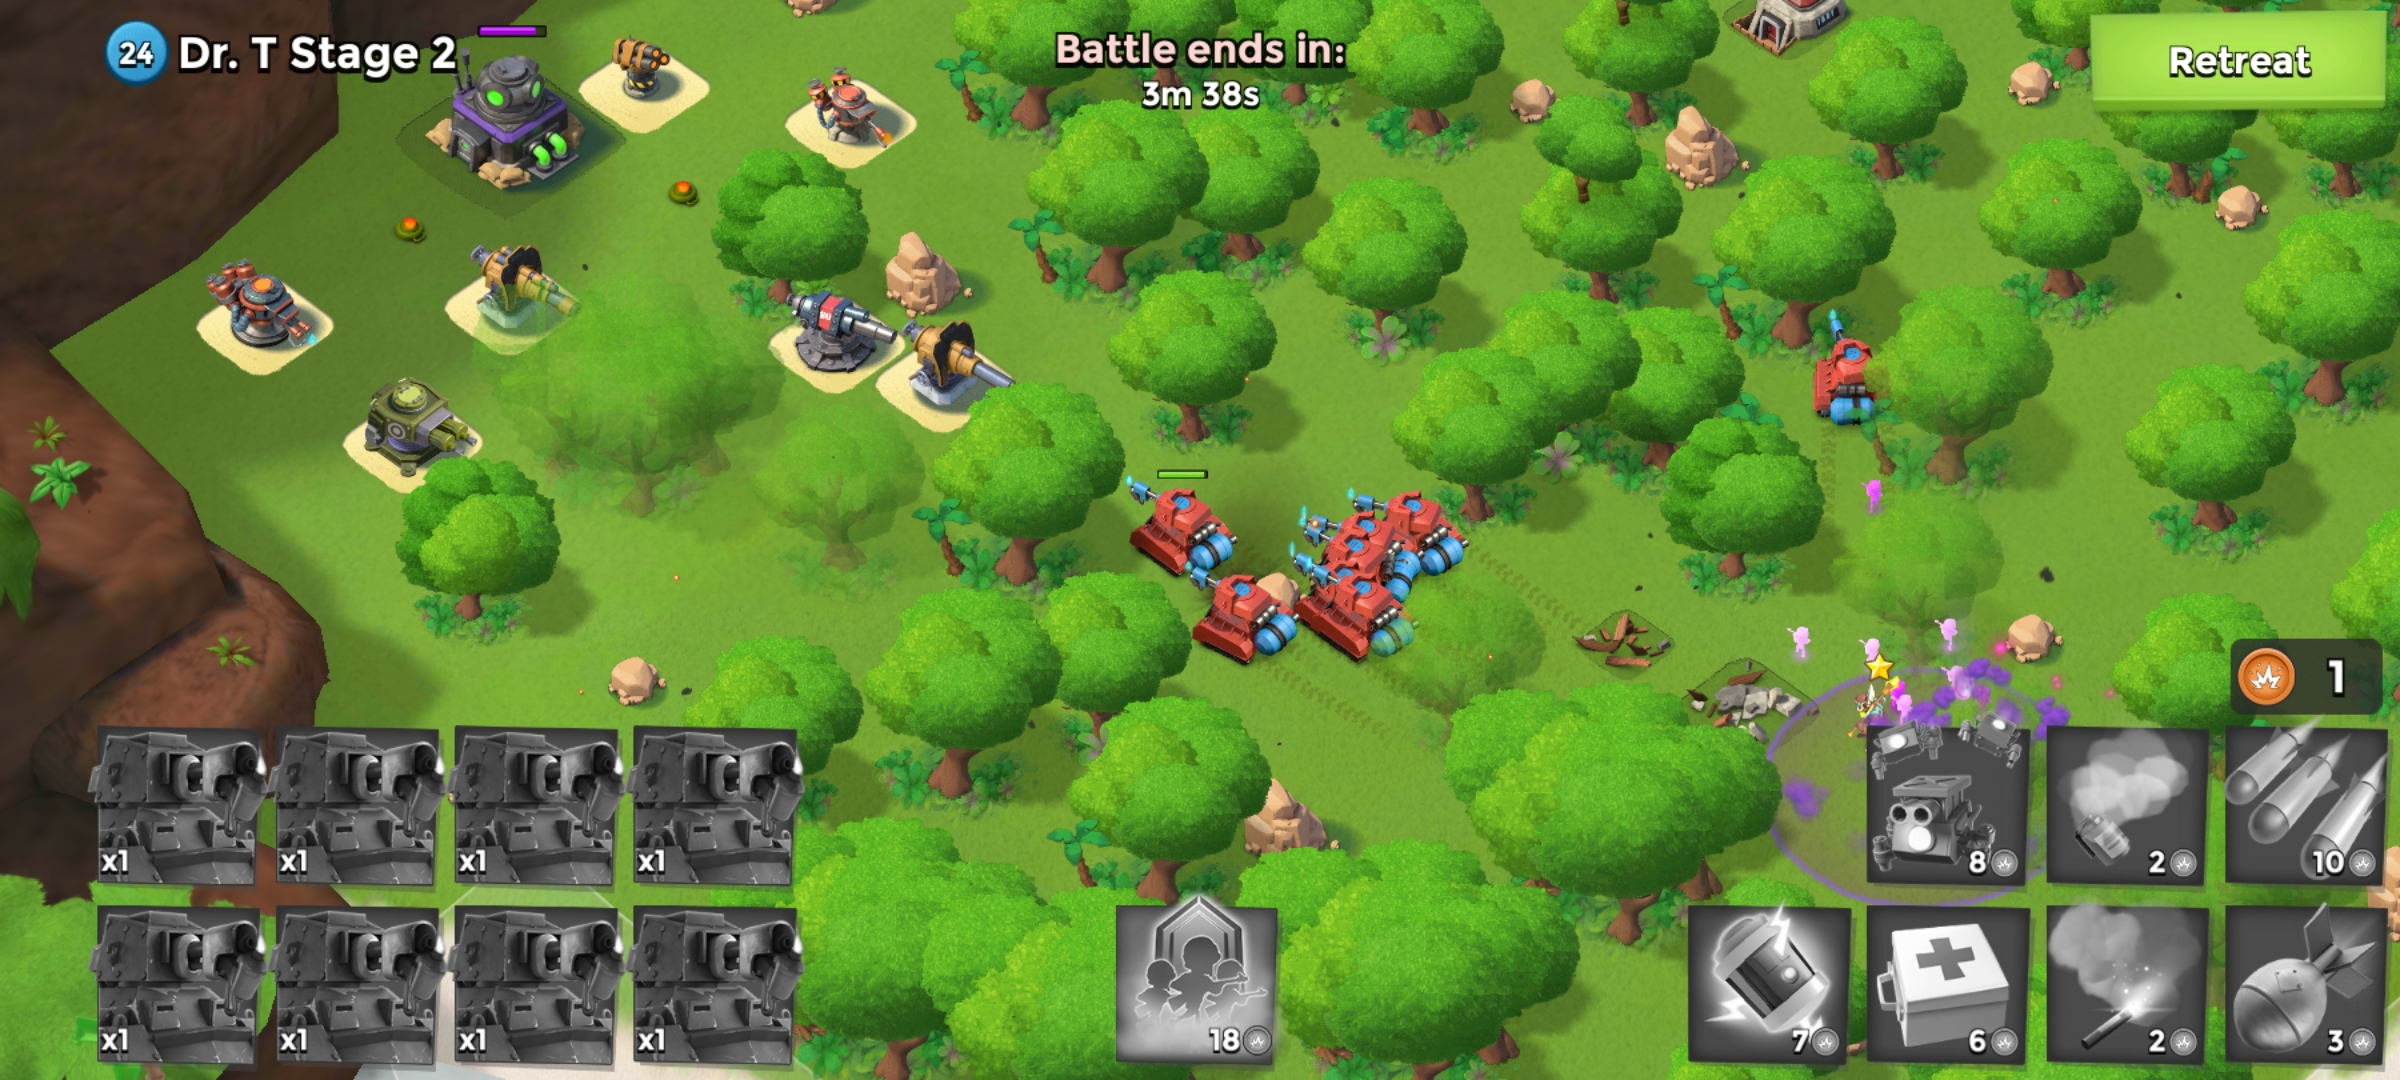 24 Dr. T Stage 2
Battle ends in:
3m 38s
Retreat
1
x1 x1 x1 x1
8 2 10
x1 x1 x1 x1
18
7 6 2 3